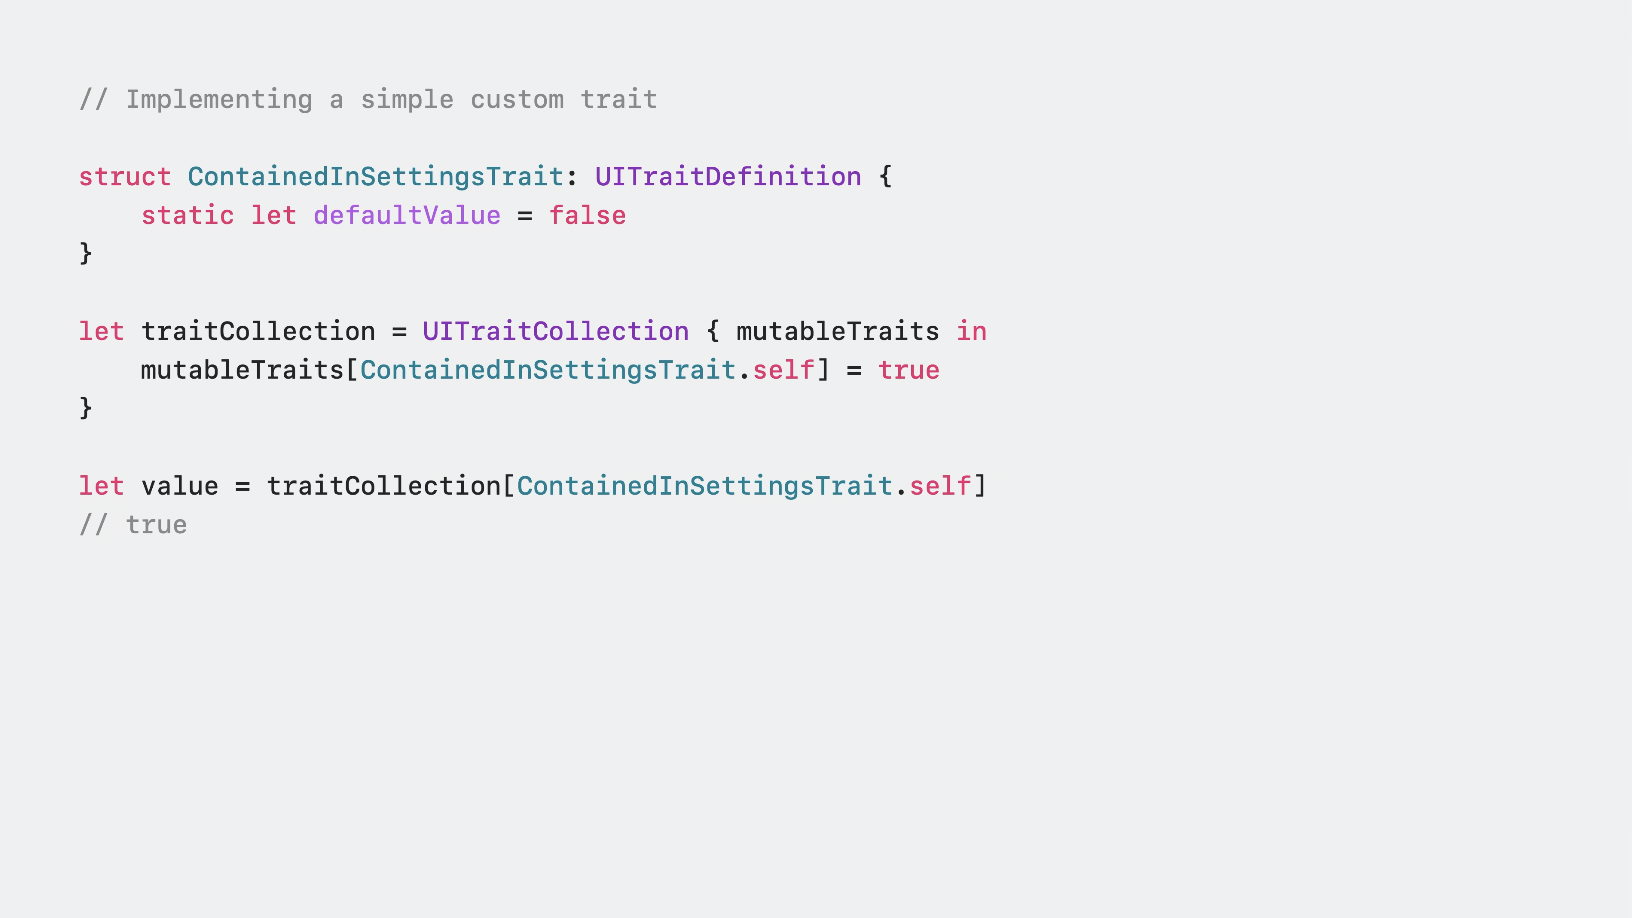 // Implementing a simple custom trait
struct ContainedInSettingsTrait: UITraitDefinition {
    static let defaultValue = false
}
let traitCollection = UITraitCollection { mutableTraits in
    mutableTraits[ContainedInSettingsTrait.self] = true
}
let value = traitCollection[ContainedInSettingsTrait.self]
// true